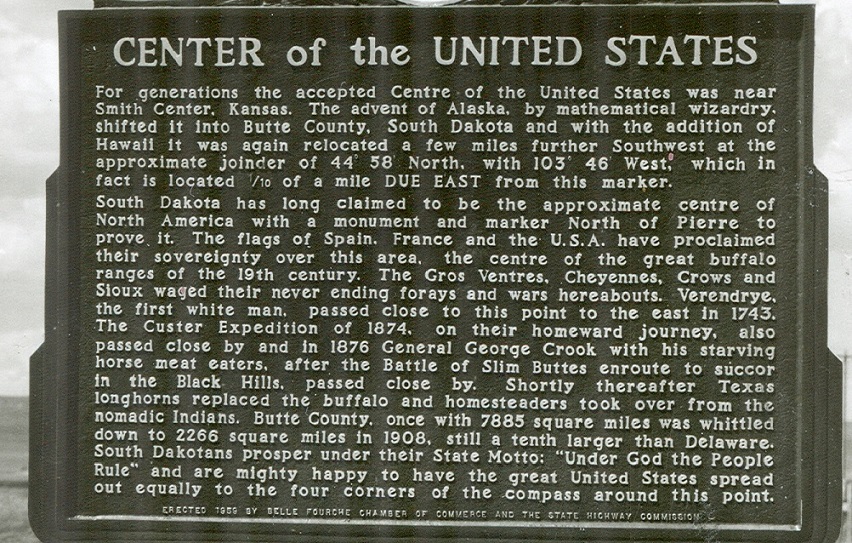 CENTER of the UNITED STATES
For generations the accepted Centre of the United States was near
Smith Center, Kansas. The advent of Alaska, by mathematical wizardry,
shifted it into Butte County, South Dakota and with the addition of
Hawaii it was again relocated a few miles further Southwest at the
approximate joinder of 44° 58' North, with 103° 46' West, which in
fact is located 1/10 of a mile DUE EAST from this marker.
South Dakota has long claimed to be the approximate centre of
North America with a monument and marker North of Pierre to
prove it. The flags of Spain, France and the U.S.A. have proclaimed
their sovereignty over this area, the centre of the great buffalo
ranges of the 19th century. The Gros Ventres, Cheyennes, Crows and
Sioux waged their never ending forays and wars hereabouts. Verendrye,
the first white man, passed close to this point to the east in 1743.
The Custer Expedition of 1874, on their homeward journey, also
passed close by and in 1876 General George Crook with his starving
horse meat eaters, after the Battle of Slim Buttes enroute to succor
in the Black Hills, passed close by. Shortly thereafter Texas
longhorns replaced the buffalo and homesteaders took over from the
nomadic Indians. Butte County, once with 7885 square miles was whittled
down to 2266 square miles in 1908, still a tenth larger than Delaware.
South Dakotans prosper under their State Motto: "Under God the People
Rule" and are mighty happy to have the great United States spread
out equally to the four corners of the compass around this point.
ERECTED 1959 BY BELLE FOURCHE CHAMBER OF COMMERCE AND THE STATE HIGHWAY COMMISSION